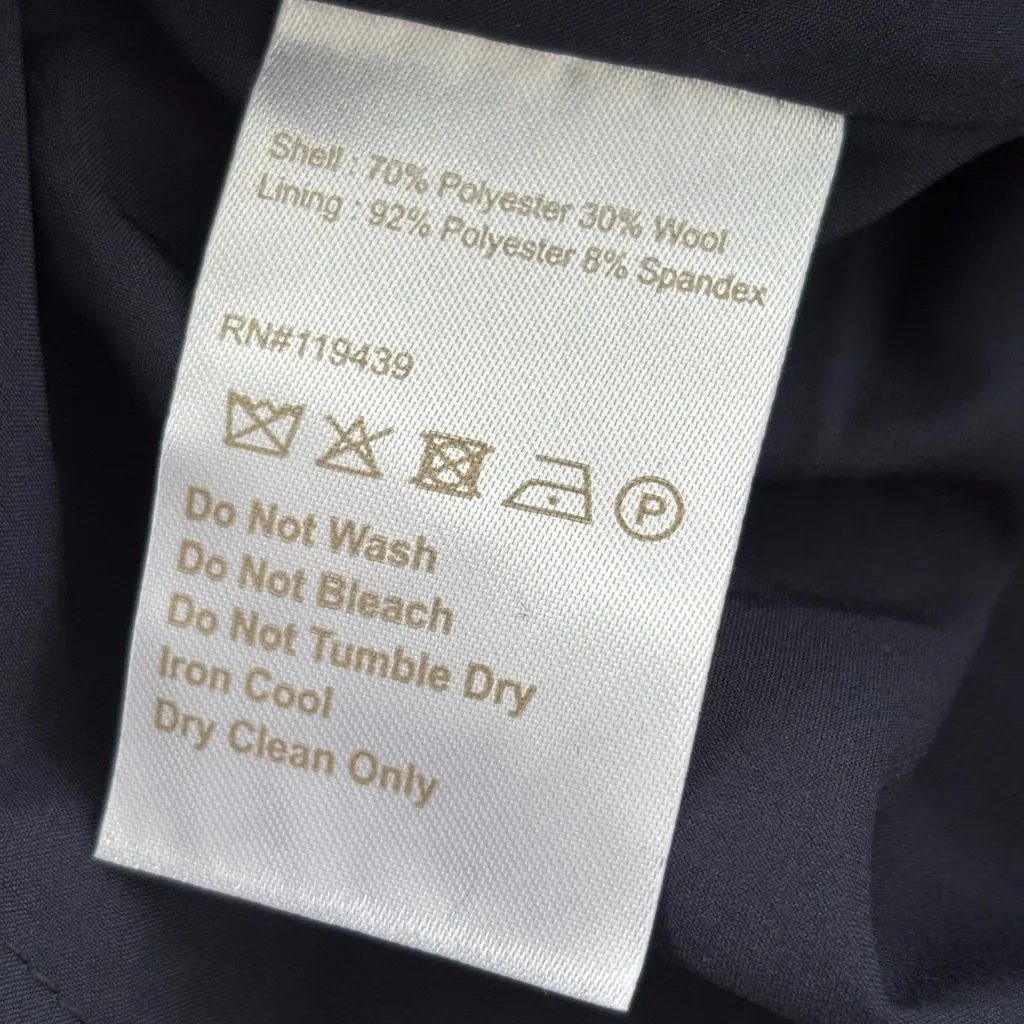 Shell : 70% Polyester 30% Wool
Lining : 92% Polyester 8% Spandex
RN#119439
P
Do Not Wash
Do Not Bleach
Do Not Tumble Dry
Iron Cool
Dry Clean Only